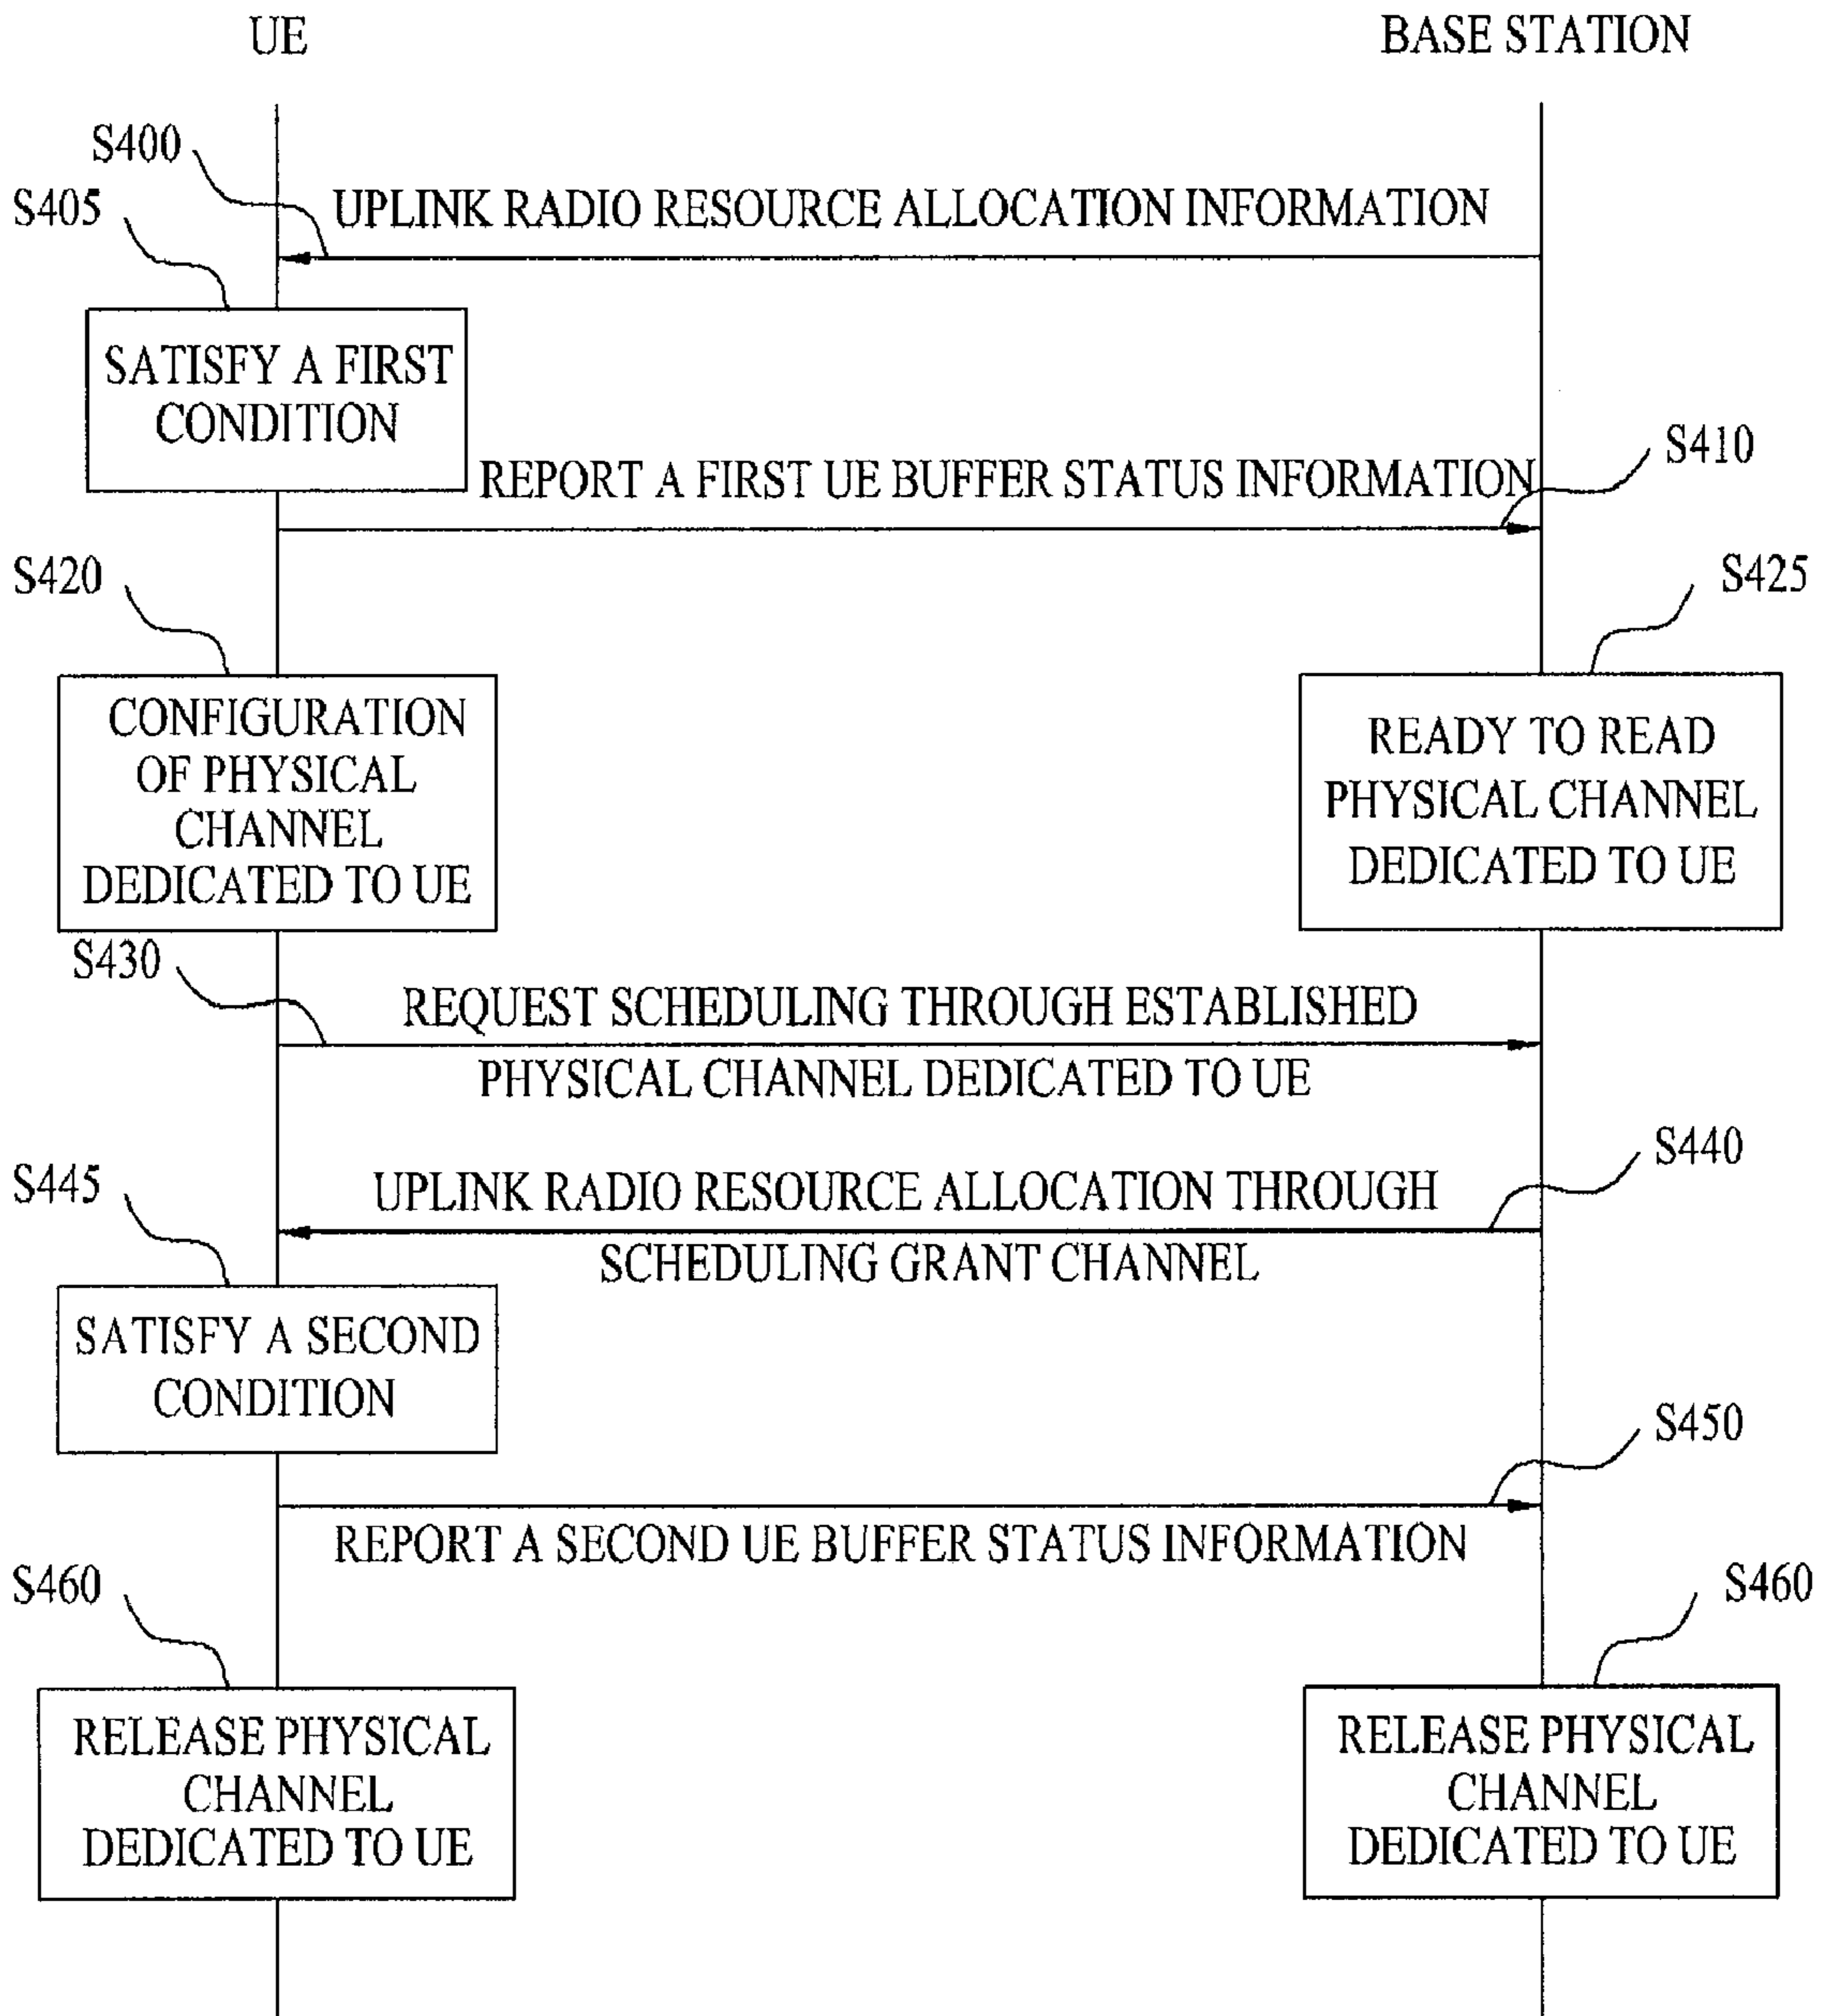 UE
BASE STATION
S400
S405
UPLINK RADIO RESOURCE ALLOCATION INFORMATION
SATISFY A FIRST
CONDITION
S410
REPORT A FIRST UE BUFFER STATUS INFORMATION
S420
S425
CONFIGURATION
OF PHYSICAL
CHANNEL
DEDICATED TO UE
READY TO READ
PHYSICAL CHANNEL
DEDICATED TO UE
S430
REQUEST SCHEDULING THROUGH ESTABLISHED
PHYSICAL CHANNEL DEDICATED TO UE
S440
S445
UPLINK RADIO RESOURCE ALLOCATION THROUGH
SCHEDULING GRANT CHANNEL
SATISFY A SECOND
CONDITION
S450
REPORT A SECOND UE BUFFER STATUS INFORMATION
S460
S460
RELEASE PHYSICAL
CHANNEL
DEDICATED TO UE
RELEASE PHYSICAL
CHANNEL
DEDICATED TO UE